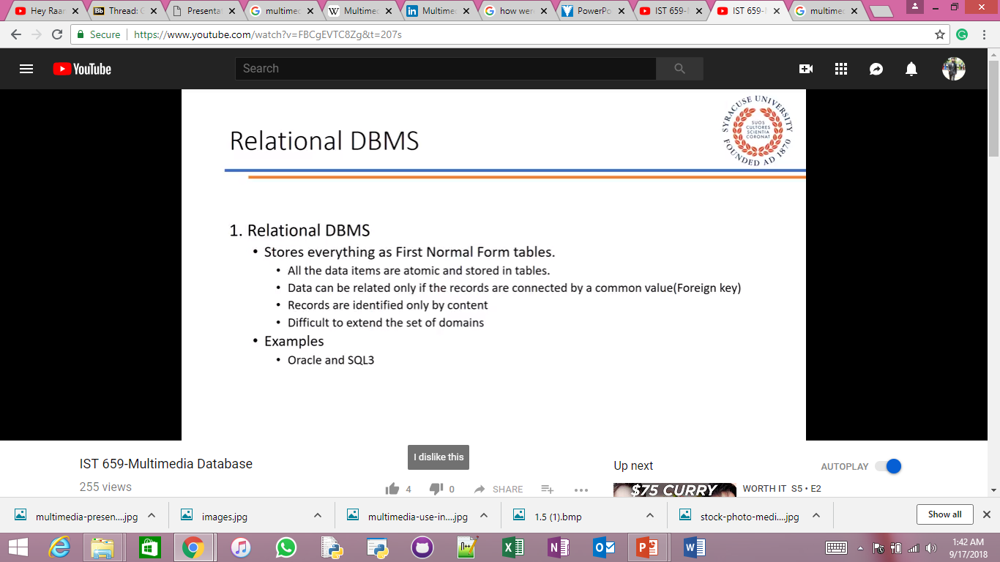 Hey Raar
Thread: C
Presentat
multimed
Multimed
Multimed
how wer
PowerPo
IST 659-
IST 659-
multimed
Secure
https://www.youtube.com/watch?v=FBCgEVTC8Zg&t=207s
YouTube
Search
SYRACUSE UNIVERSITY
SUOS
CULTORES
SCIENTIA
CORONAT
FOUNDED AD 1870
Relational DBMS
1. Relational DBMS
• Stores everything as First Normal Form tables.
• All the data items are atomic and stored in tables.
• Data can be related only if the records are connected by a common value(Foreign key)
• Records are identified only by content
• Difficult to extend the set of domains
• Examples
• Oracle and SQL3
I dislike this
IST 659-Multimedia Database
255 views
4
0
SHARE
Up next
AUTOPLAY
$75 CURRY
WORTH IT S5 • E2
multimedia-presen....jpg
images.jpg
multimedia-use-in....jpg
1.5 (1).bmp
stock-photo-medi....jpg
Show all
1:42 AM
9/17/2018